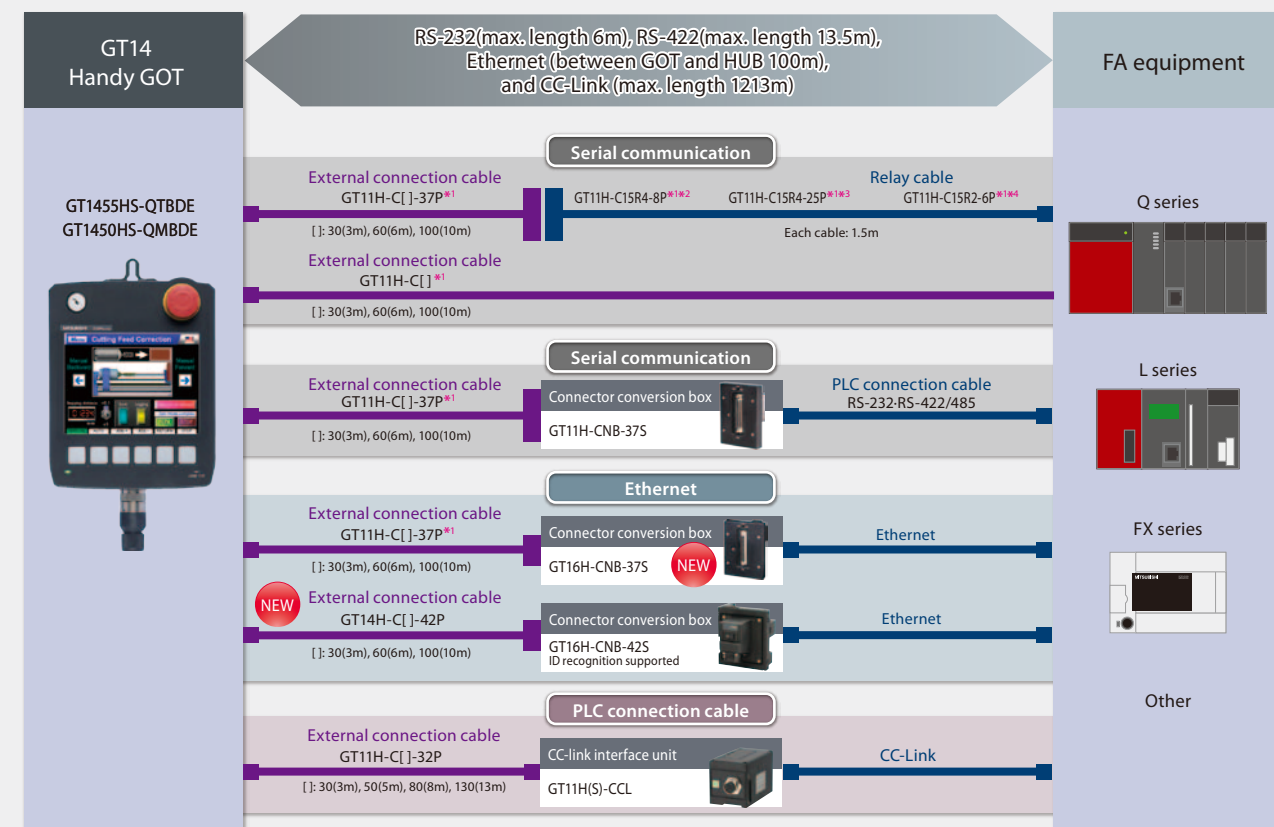 GT14
Handy GOT
RS-232(max. length 6m), RS-422(max. length 13.5m),
Ethernet (between GOT and HUB 100m),
and CC-Link (max. length 1213m)
FA equipment
GT1455HS-QTBDE
GT1450HS-QMBDE
Cutting Feed Correction
Serial communication
External connection cable
GT11H-C[ ]-37P*1
[ ]: 30(3m), 60(6m), 100(10m)
Relay cable
GT11H-C15R4-8P*1*2 GT11H-C15R4-25P*1*3 GT11H-C15R2-6P*1*4
Each cable: 1.5m
External connection cable
GT11H-C[ ]*1
[ ]: 30(3m), 60(6m), 100(10m)
Serial communication
External connection cable
GT11H-C[ ]-37P*1
[ ]: 30(3m), 60(6m), 100(10m)
Connector conversion box
GT11H-CNB-37S
PLC connection cable
RS-232·RS-422/485
Ethernet
External connection cable
GT11H-C[ ]-37P*1
[ ]: 30(3m), 60(6m), 100(10m)
Connector conversion box
GT16H-CNB-37S
NEW
Ethernet
NEW
External connection cable
GT14H-C[ ]-42P
[ ]: 30(3m), 60(6m), 100(10m)
Connector conversion box
GT16H-CNB-42S
ID recognition supported
Ethernet
PLC connection cable
External connection cable
GT11H-C[ ]-32P
[ ]: 30(3m), 50(5m), 80(8m), 130(13m)
CC-link interface unit
GT11H(S)-CCL
CC-Link
Q series
L series
FX series
MITSUBISHI
Other